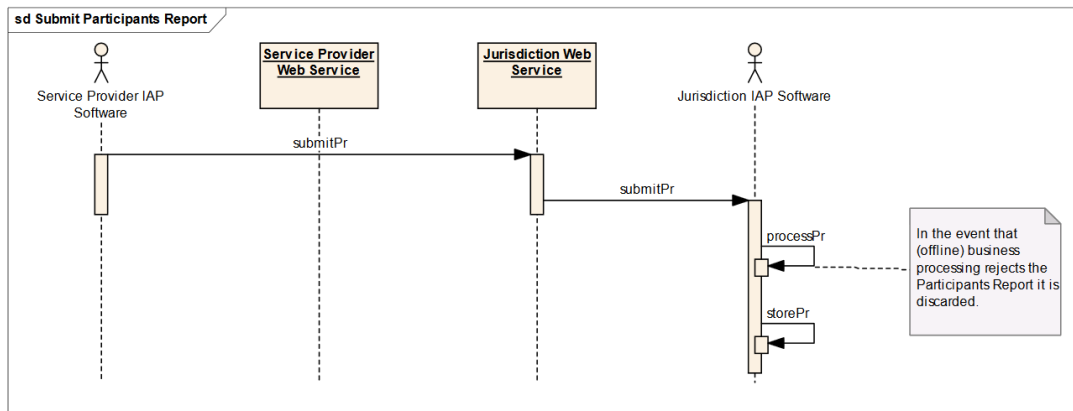 sd Submit Participants Report
Service Provider IAP
Software
Service Provider
Web Service
Jurisdiction Web
Service
Jurisdiction IAP Software
submitPr
submitPr
processPr
In the event that
(offline) business
processing rejects the
Participants Report it is
discarded.
storePr